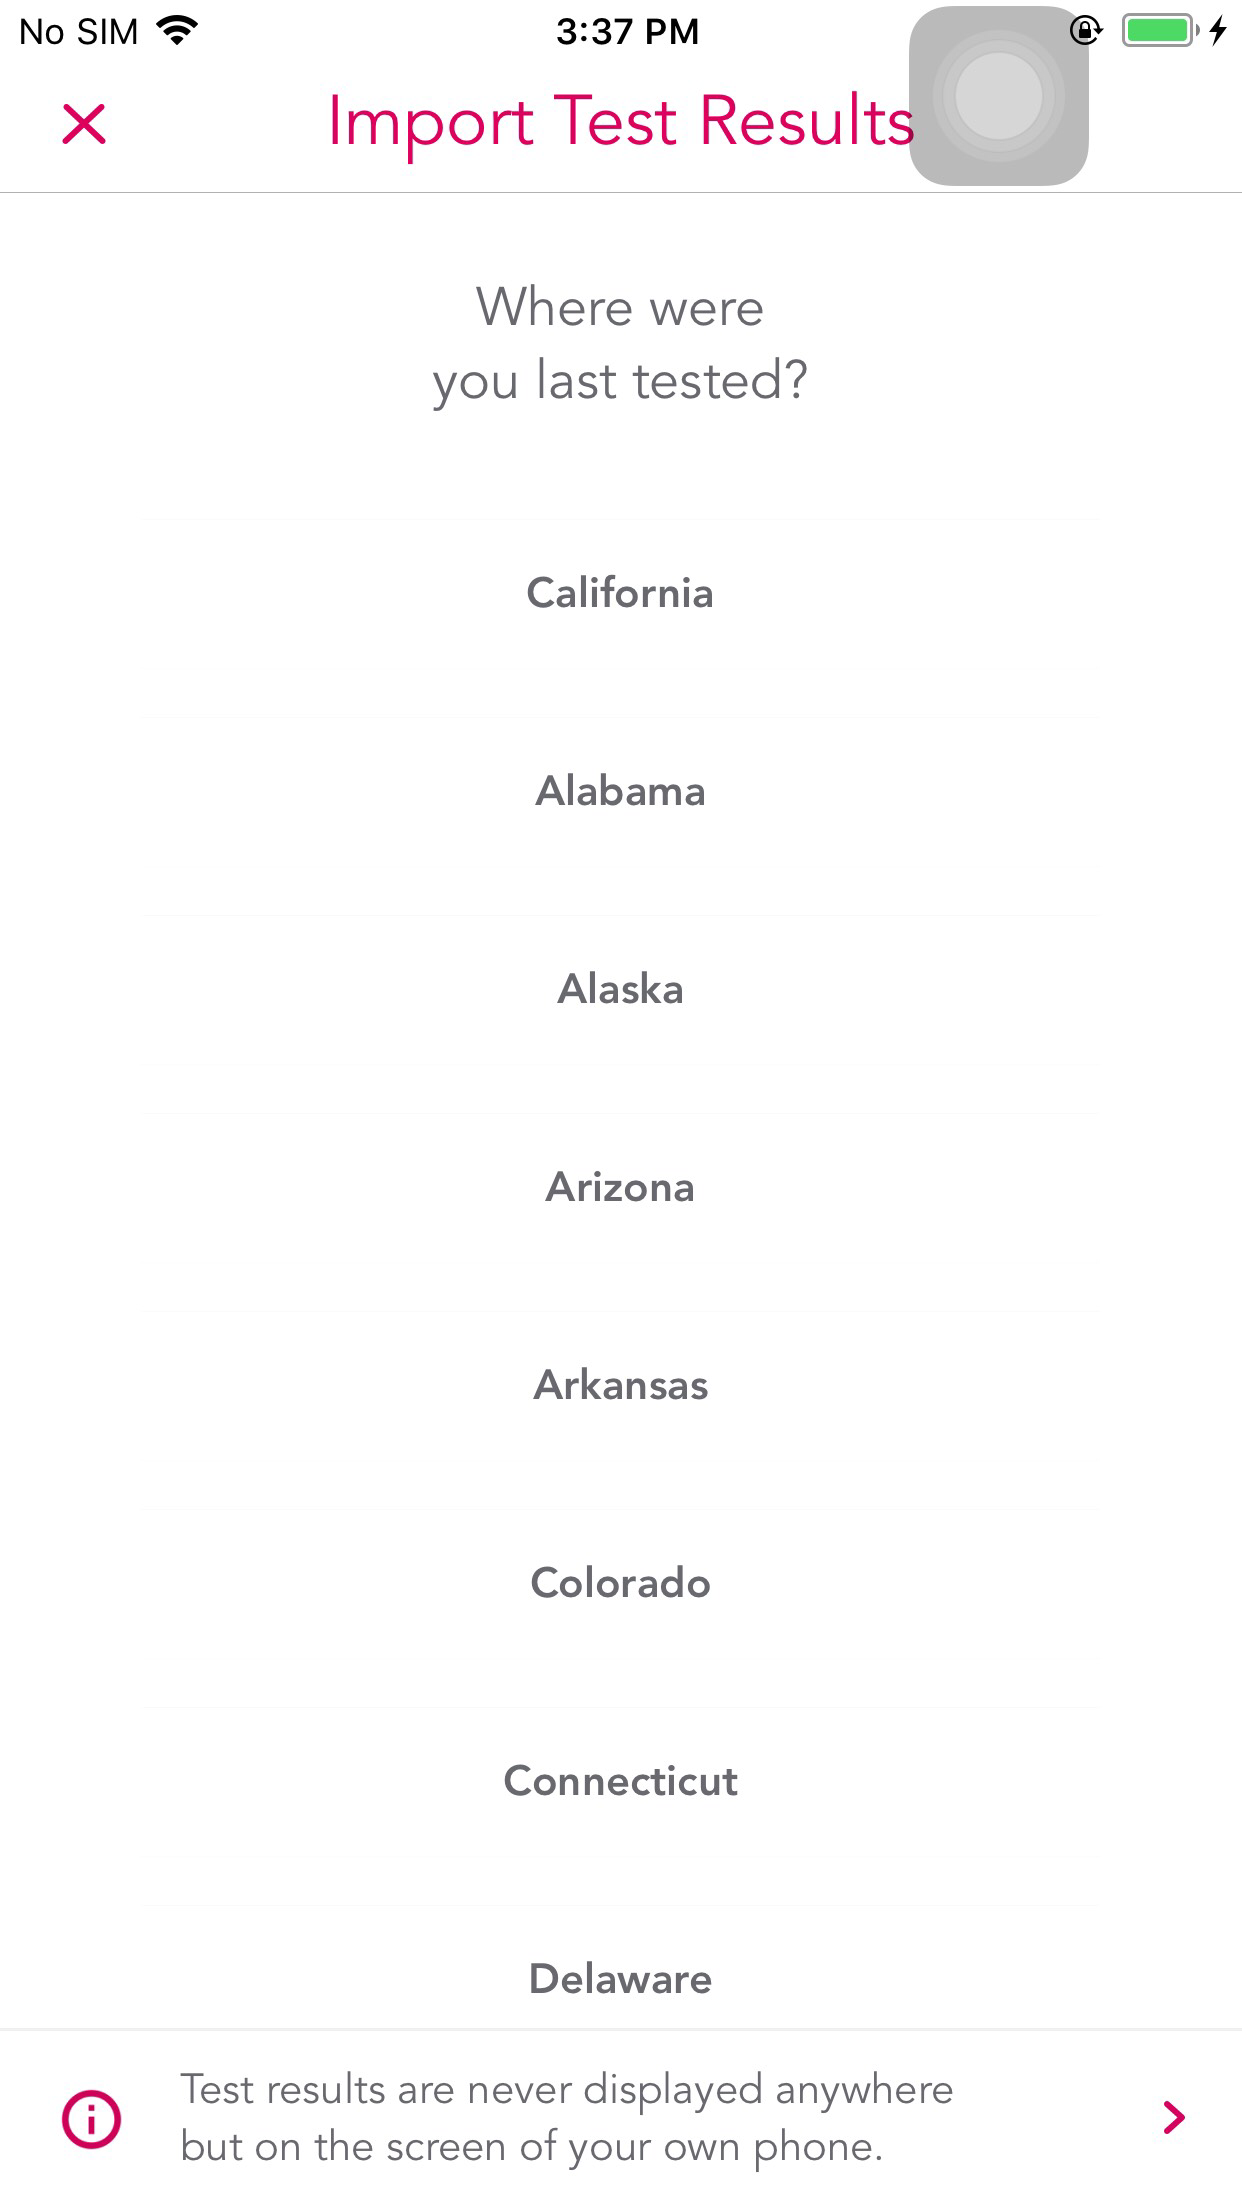 No SIM
3:37 PM
Import Test Results
Where were
you last tested?
California
Alabama
Alaska
Arizona
Arkansas
Colorado
Connecticut
Delaware
Test results are never displayed anywhere
but on the screen of your own phone.